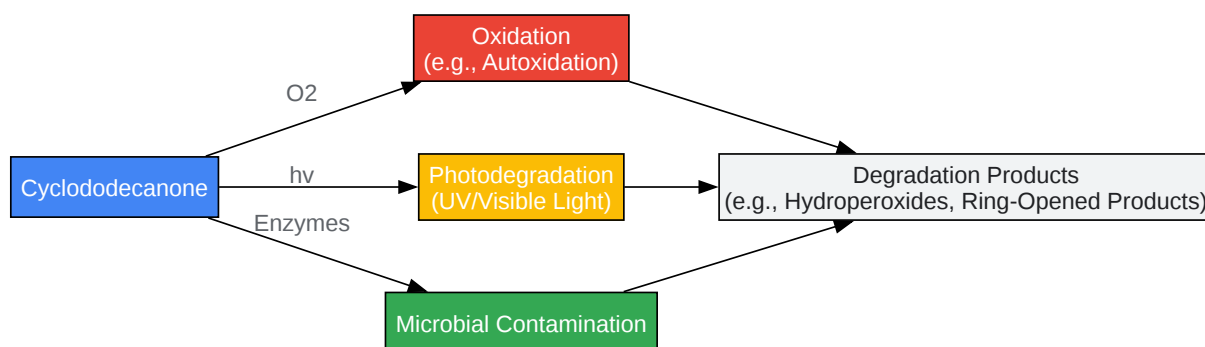 Oxidation
(e.g., Autoxidation)
O2
Cyclododecanone
hv
Photodegradation
(UV/Visible Light)
Degradation Products
(e.g., Hydroperoxides, Ring-Opened Products)
Enzymes
Microbial Contamination